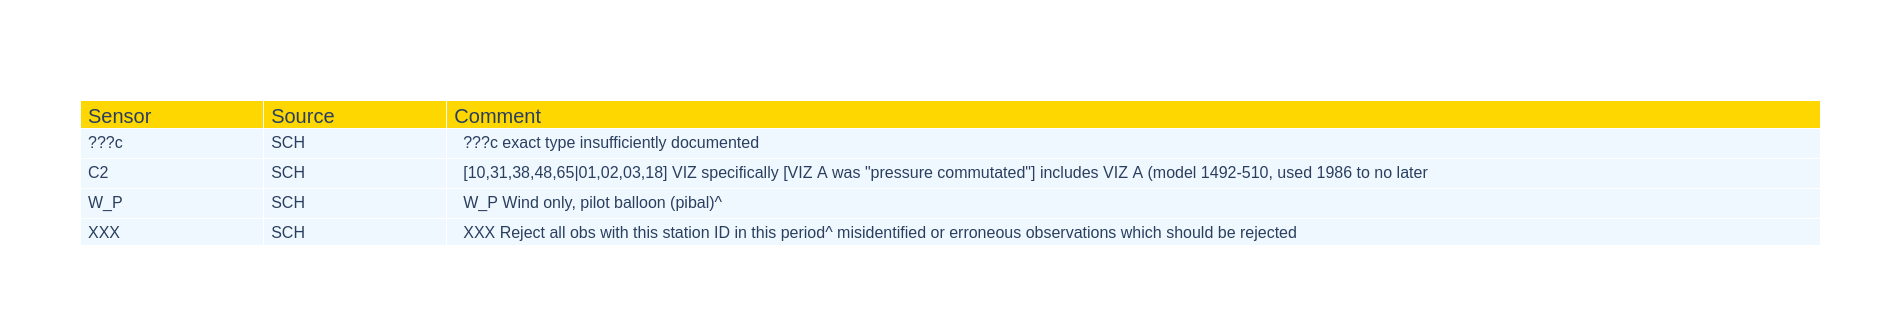 Sensor Source Comment
???c SCH ???c exact type insufficiently documented
C2 SCH [10,31,38,48,65|01,02,03,18] VIZ specifically [VIZ A was "pressure commutated"] includes VIZ A (model 1492-510, used 1986 to no later
W_P SCH W_P Wind only, pilot balloon (pibal)^
XXX SCH XXX Reject all obs with this station ID in this period^ misidentified or erroneous observations which should be rejected